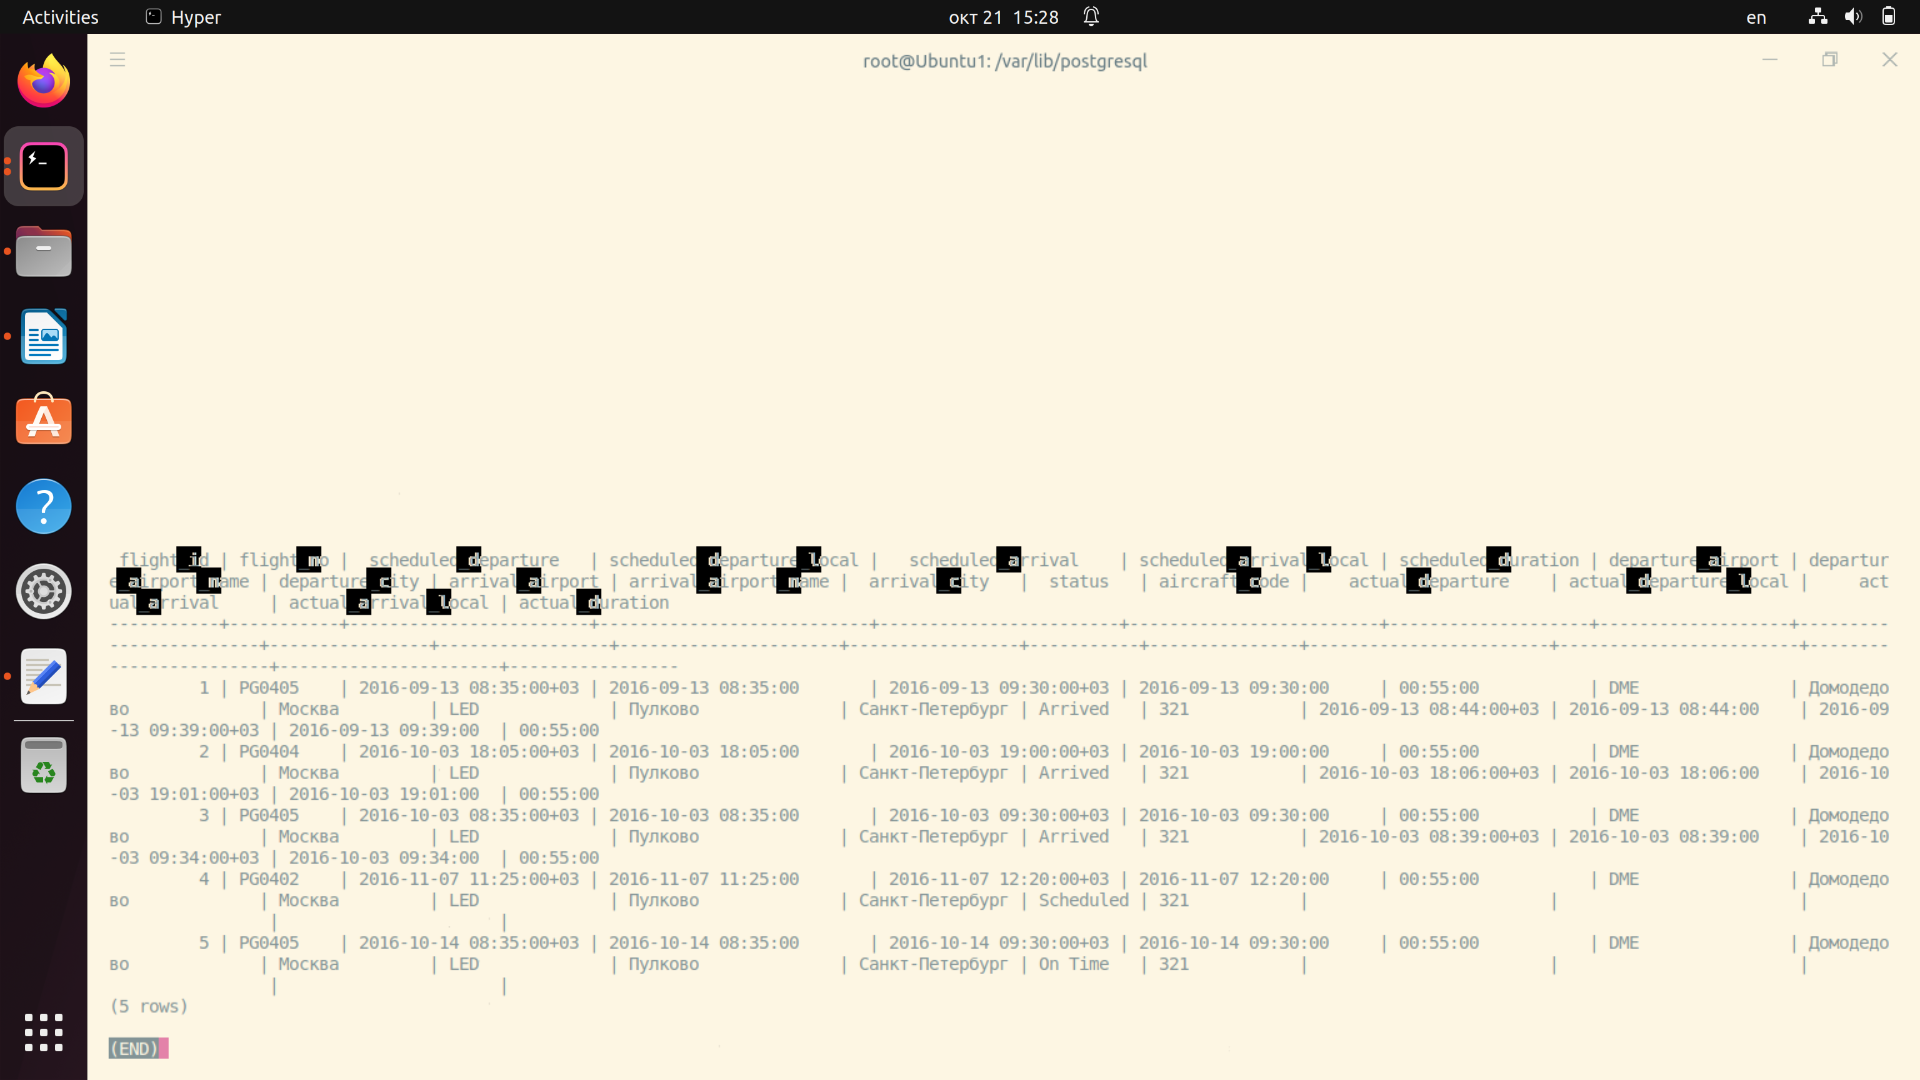 Activities Hyper окт 21 15:28 en
root@Ubuntu1: /var/lib/postgresql
flight_id | flight_no | scheduled_departure | scheduled_departure_local | scheduled_arrival | scheduled_arrival_local | scheduled_duration | departure_airport | departur
e_airport_name | departure_city | arrival_airport | arrival_airport_name | arrival_city | status | aircraft_code | actual_departure | actual_departure_local | act
ual_arrival | actual_arrival_local | actual_duration
-----------+-----------+------------------------+---------------------------+------------------------+-------------------------+--------------------+-------------------+--------
---------------+----------------+-----------------+----------------------+-----------------+-----------+---------------+------------------------+------------------------+--------
----------------+----------------------+-----------------
1 | PG0405 | 2016-09-13 08:35:00+03 | 2016-09-13 08:35:00 | 2016-09-13 09:30:00+03 | 2016-09-13 09:30:00 | 00:55:00 | DME | Домодедо
во | Москва | LED | Пулково | Санкт-Петербург | Arrived | 321 | 2016-09-13 08:44:00+03 | 2016-09-13 08:44:00 | 2016-09
-13 09:39:00+03 | 2016-09-13 09:39:00 | 00:55:00
2 | PG0404 | 2016-10-03 18:05:00+03 | 2016-10-03 18:05:00 | 2016-10-03 19:00:00+03 | 2016-10-03 19:00:00 | 00:55:00 | DME | Домодедо
во | Москва | LED | Пулково | Санкт-Петербург | Arrived | 321 | 2016-10-03 18:06:00+03 | 2016-10-03 18:06:00 | 2016-10
-03 19:01:00+03 | 2016-10-03 19:01:00 | 00:55:00
3 | PG0405 | 2016-10-03 08:35:00+03 | 2016-10-03 08:35:00 | 2016-10-03 09:30:00+03 | 2016-10-03 09:30:00 | 00:55:00 | DME | Домодедо
во | Москва | LED | Пулково | Санкт-Петербург | Arrived | 321 | 2016-10-03 08:39:00+03 | 2016-10-03 08:39:00 | 2016-10
-03 09:34:00+03 | 2016-10-03 09:34:00 | 00:55:00
4 | PG0402 | 2016-11-07 11:25:00+03 | 2016-11-07 11:25:00 | 2016-11-07 12:20:00+03 | 2016-11-07 12:20:00 | 00:55:00 | DME | Домодедо
во | Москва | LED | Пулково | Санкт-Петербург | Scheduled | 321 | | |
| |
5 | PG0405 | 2016-10-14 08:35:00+03 | 2016-10-14 08:35:00 | 2016-10-14 09:30:00+03 | 2016-10-14 09:30:00 | 00:55:00 | DME | Домодедо
во | Москва | LED | Пулково | Санкт-Петербург | On Time | 321 | | |
| |
(5 rows)
(END)